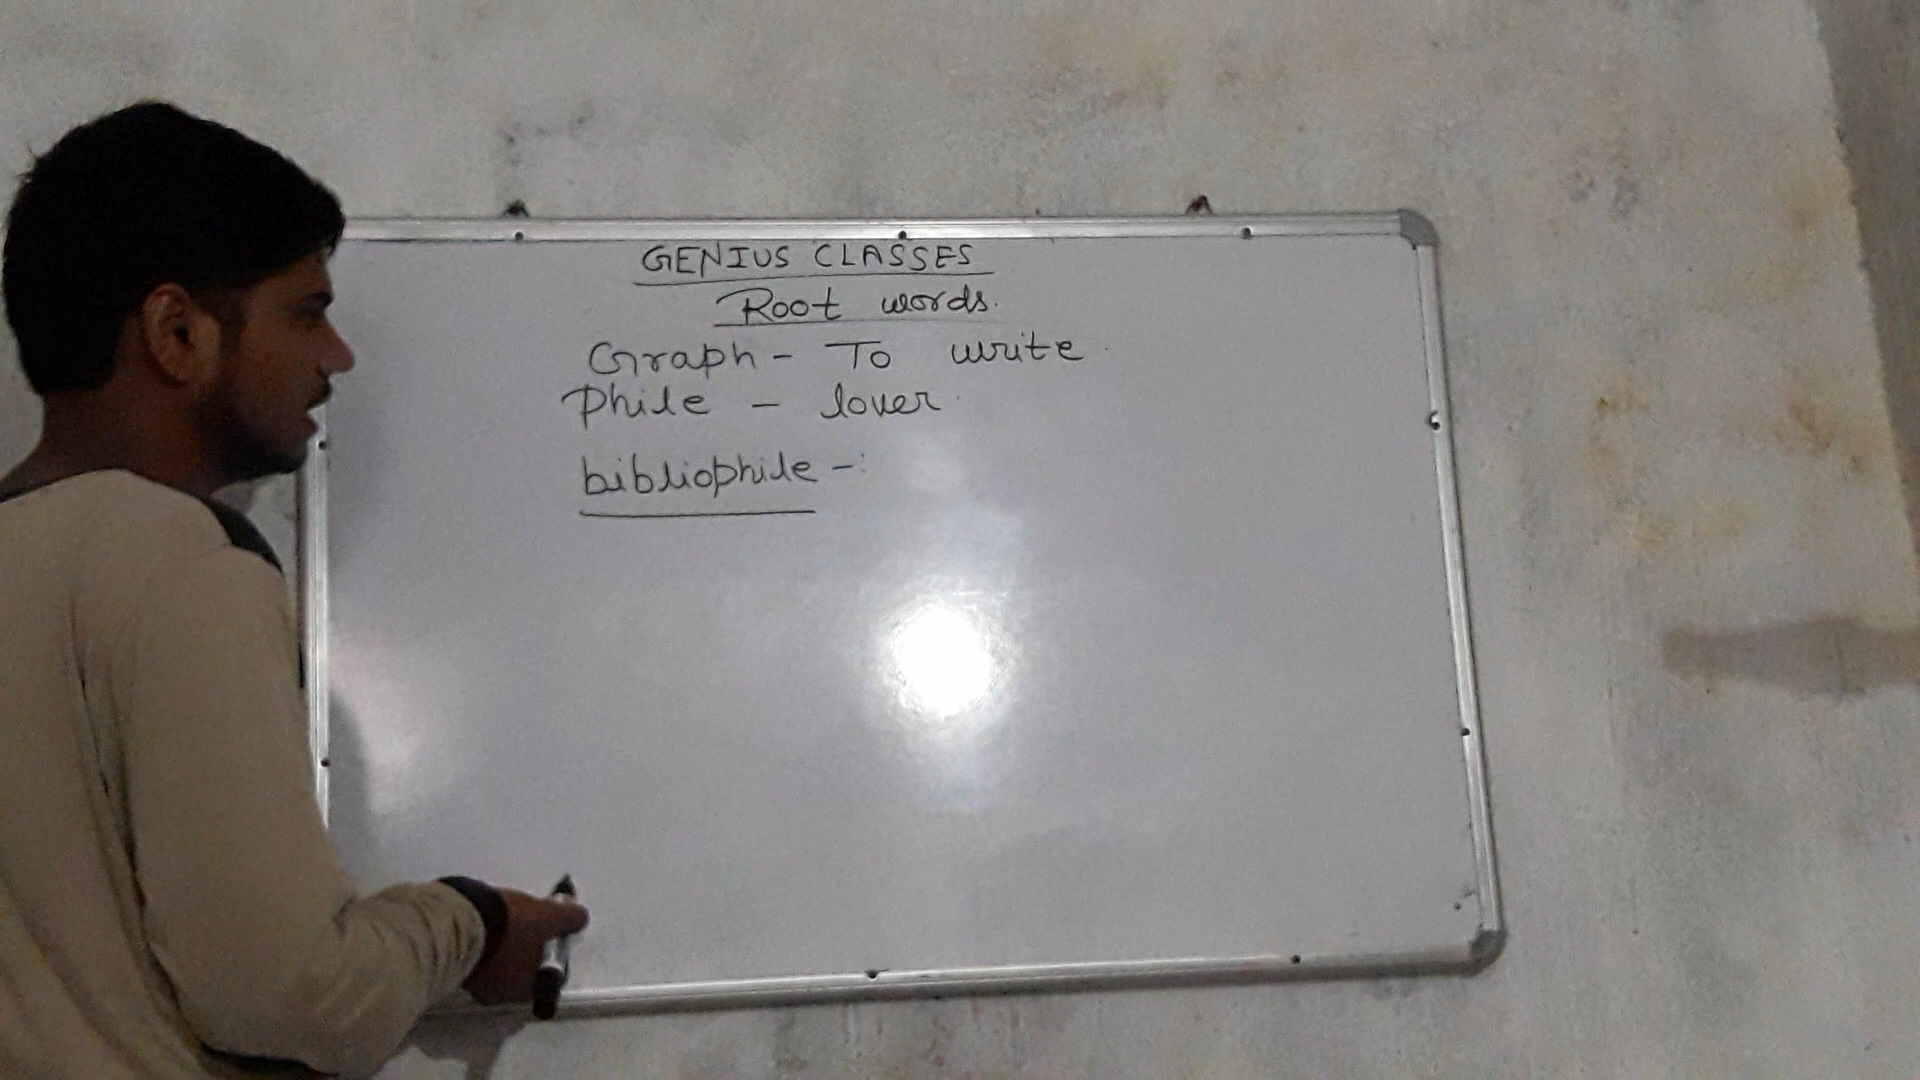 GENIUS CLASSES
Root words.
Graph - To write
Phile - lover
bibliophile -: